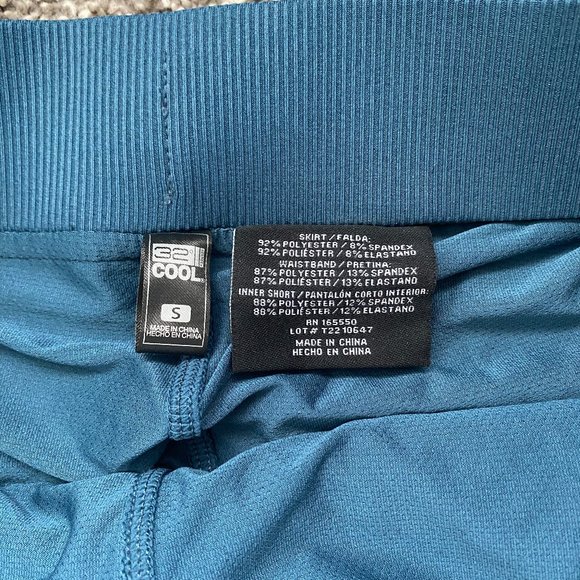 32
DEGREES
COOL
S
MADE IN CHINA
HECHO EN CHINA
SKIRT / FALDA:
92% POLYESTER / 8% SPANDEX
92% POLIÉSTER / 8% ELASTANO
WAISTBAND / PRETINA:
87% POLYESTER / 13% SPANDEX
87% POLIÉSTER / 13% ELASTANO
INNER SHORT / PANTALÓN CORTO INTERIOR:
88% POLYESTER / 12% SPANDEX
88% POLIÉSTER / 12% ELASTANO
RN 165550
LOT# T2210647
MADE IN CHINA
HECHO EN CHINA